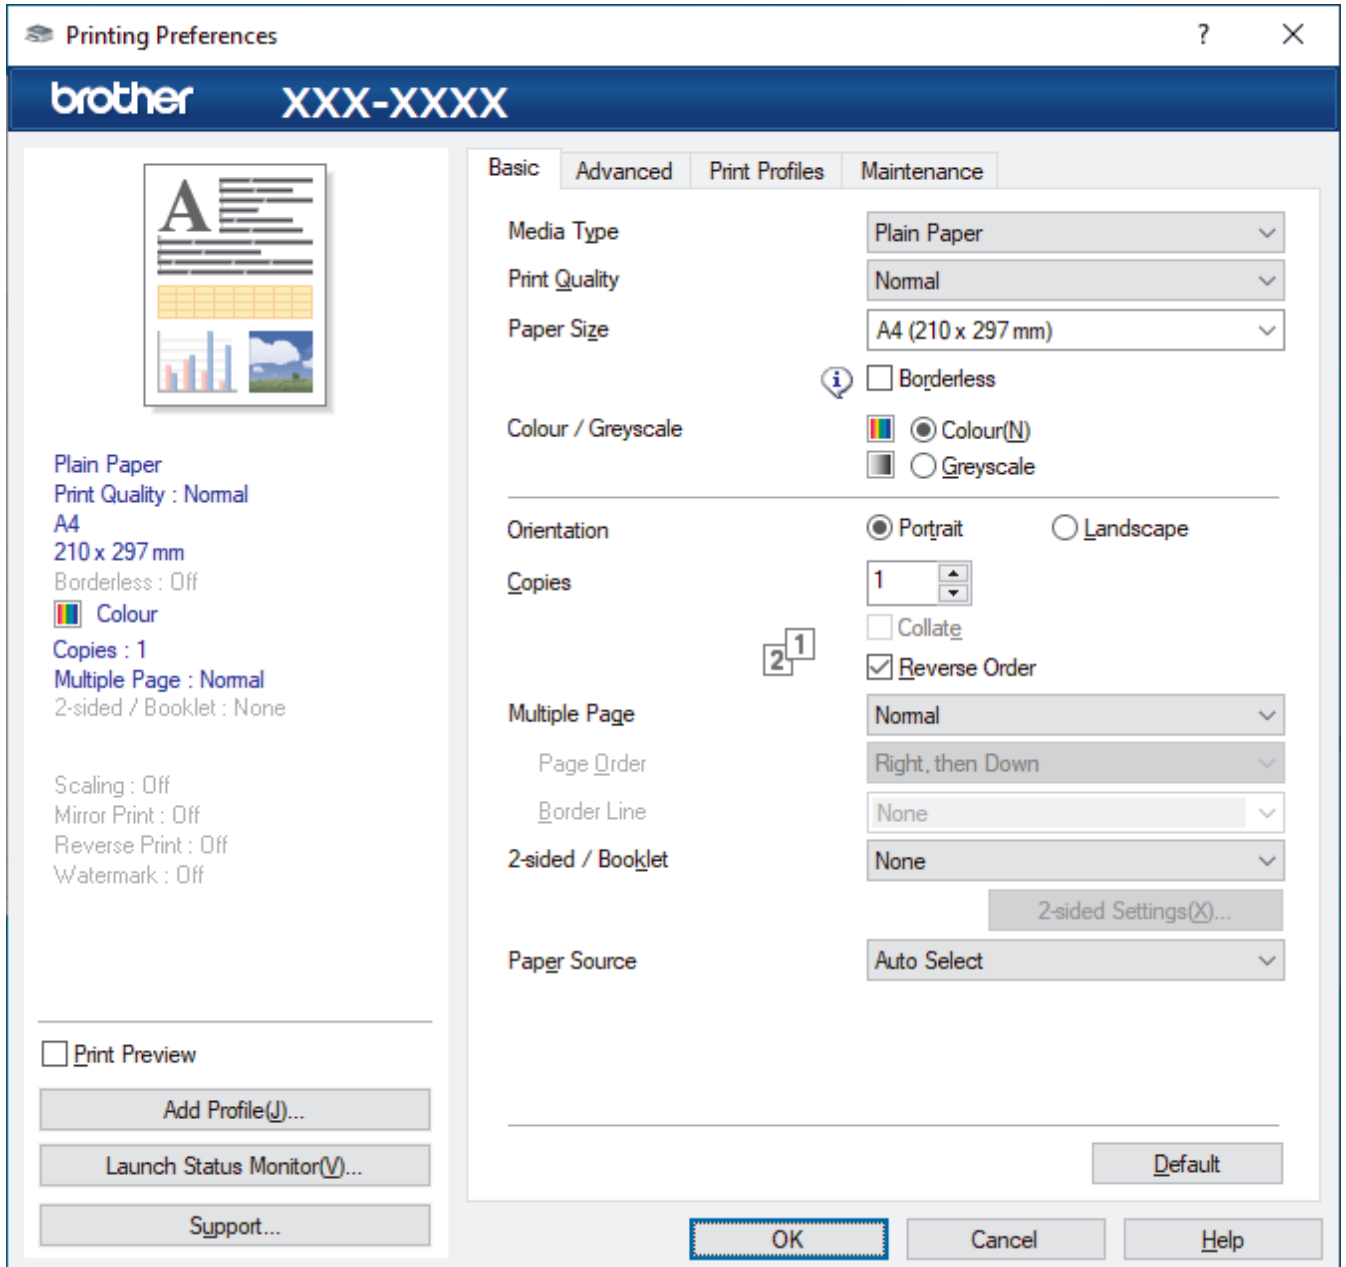 Printing Preferences
?
brother XXX-XXXX
A
Plain Paper
Print Quality : Normal
A4
210 x 297 mm
Borderless : Off
Colour
Copies : 1
Multiple Page : Normal
2-sided / Booklet : None
Scaling : Off
Mirror Print : Off
Reverse Print : Off
Watermark : Off
Print Preview
Add Profile(J)...
Launch Status Monitor(V)...
Support...
Basic Advanced Print Profiles Maintenance
Media Type Plain Paper
Print Quality Normal
Paper Size A4 (210 x 297 mm)
i Borderless
Colour / Greyscale Colour(N)
Greyscale
Orientation Portrait Landscape
Copies 1
Collate
2 1 Reverse Order
Multiple Page Normal
Page Order Right, then Down
Border Line None
2-sided / Booklet None
2-sided Settings(X)...
Paper Source Auto Select
Default
OK Cancel Help